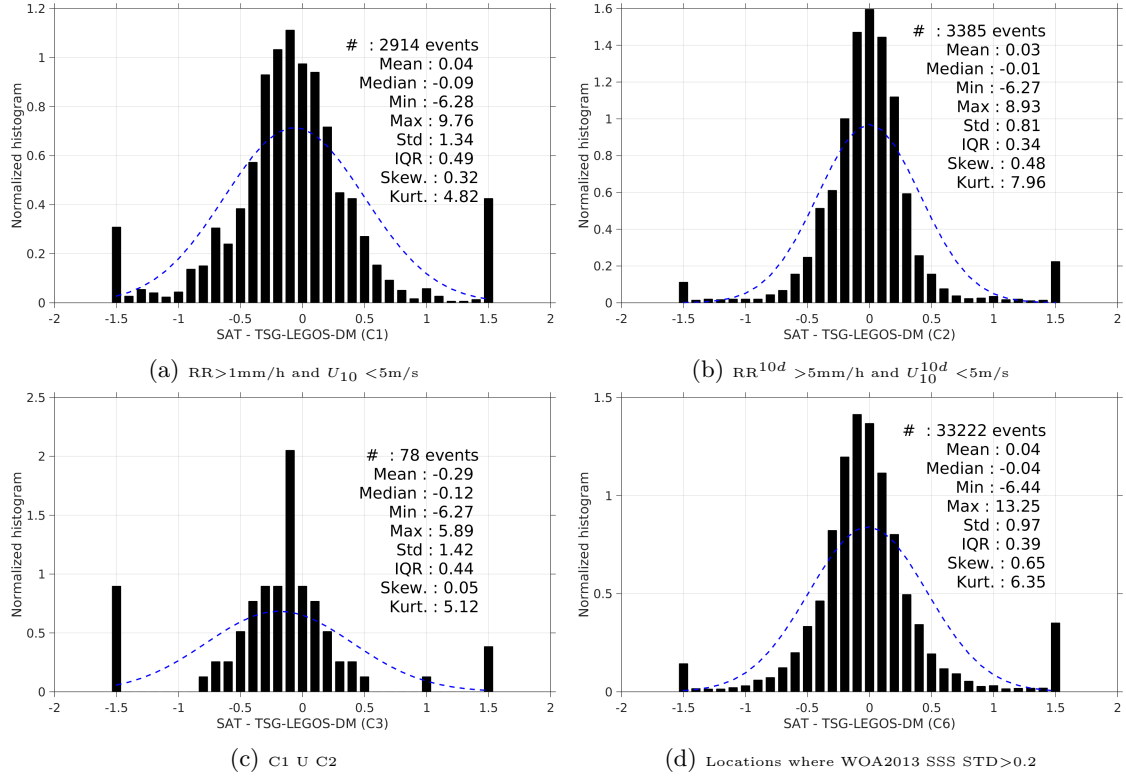 1.2
1
0.8
0.6
0.4
0.2
0
Normalized histogram
# : 2914 events
Mean : 0.04
Median : -0.09
Min : -6.28
Max : 9.76
Std : 1.34
IQR : 0.49
Skew. : 0.32
Kurt. : 4.82
-2 -1.5 -1 -0.5 0 0.5 1 1.5 2
SAT - TSG-LEGOS-DM (C1)
(a) RR>1mm/h and U10 <5m/s
1.6
1.4
1.2
1
0.8
0.6
0.4
0.2
0
Normalized histogram
# : 3385 events
Mean : 0.03
Median : -0.01
Min : -6.27
Max : 8.93
Std : 0.81
IQR : 0.34
Skew. : 0.48
Kurt. : 7.96
-2 -1.5 -1 -0.5 0 0.5 1 1.5 2
SAT - TSG-LEGOS-DM (C2)
(b) RR^10d >5mm/h and U_10^10d <5m/s
2.5
2
1.5
1
0.5
0
Normalized histogram
# : 78 events
Mean : -0.29
Median : -0.12
Min : -6.27
Max : 5.89
Std : 1.42
IQR : 0.44
Skew. : 0.05
Kurt. : 5.12
-2 -1.5 -1 -0.5 0 0.5 1 1.5 2
SAT - TSG-LEGOS-DM (C3)
(c) C1 U C2
1.5
1
0.5
0
Normalized histogram
# : 33222 events
Mean : 0.04
Median : -0.04
Min : -6.44
Max : 13.25
Std : 0.97
IQR : 0.39
Skew. : 0.65
Kurt. : 6.35
-2 -1.5 -1 -0.5 0 0.5 1 1.5 2
SAT - TSG-LEGOS-DM (C6)
(d) Locations where WOA2013 SSS STD>0.2